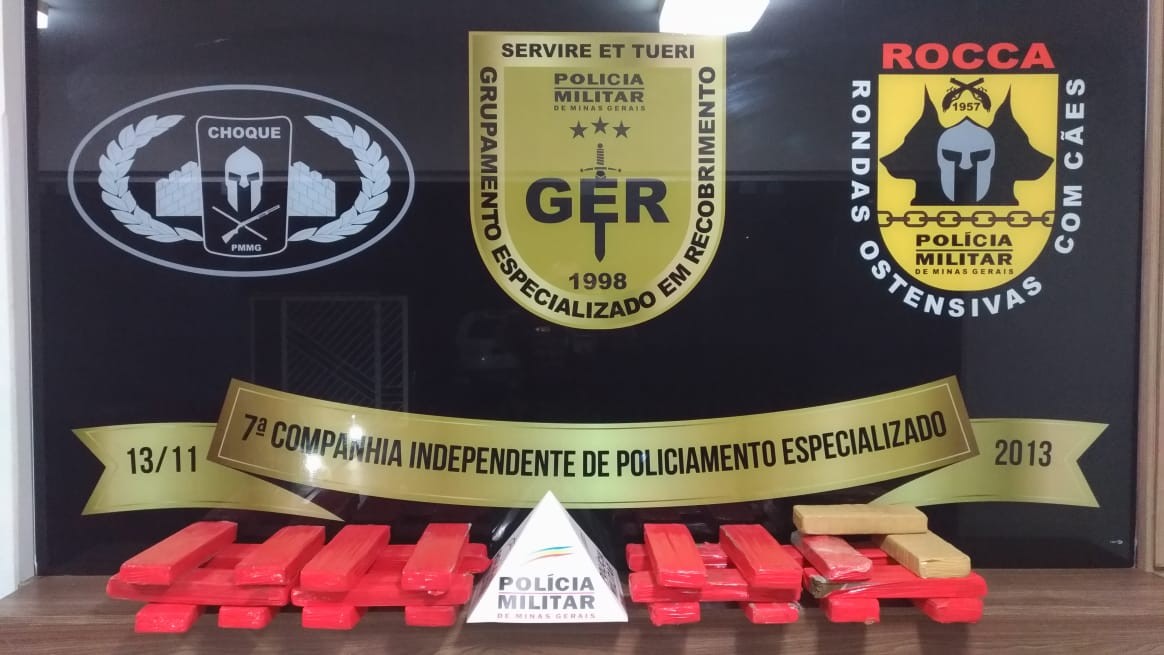 CHOQUE
PMMG
SERVIRE ET TUERI
GRUPAMENTO ESPECIALIZADO EM RECOBRIMENTO
POLICIA
MILITAR
DE MINAS GERAIS
GER
1998
ROCCA
RONDAS OSTENSIVAS COM CÃES
1957
POLÍCIA
MILITAR
DE MINAS GERAIS
13/11
7ª COMPANHIA INDEPENDENTE DE POLICIAMENTO ESPECIALIZADO
2013
POLÍCIA
MILITAR
DE MINAS GERAIS